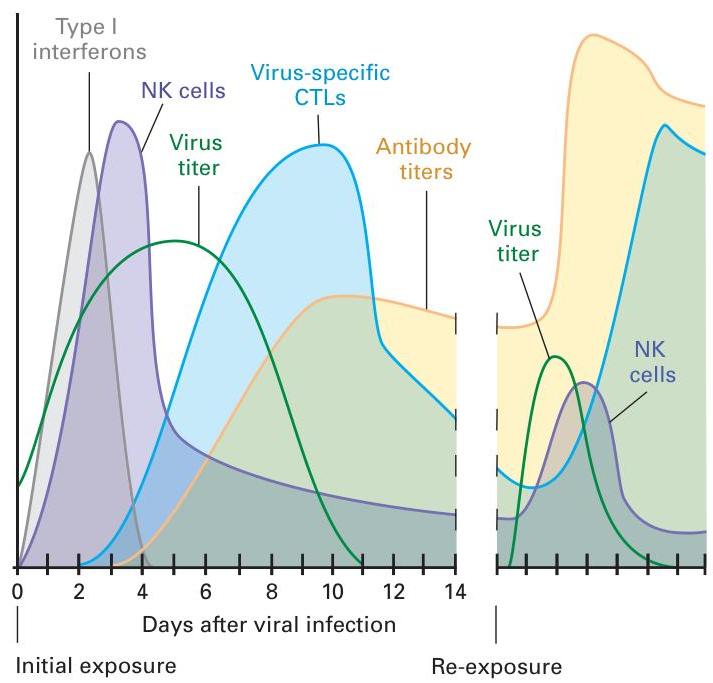 Type I
interferons
NK cells
Virus-specific
CTLs
Virus
titer
Antibody
titers
Virus
titer
NK
cells
0 2 4 6 8 10 12 14
Days after viral infection
Initial exposure
Re-exposure